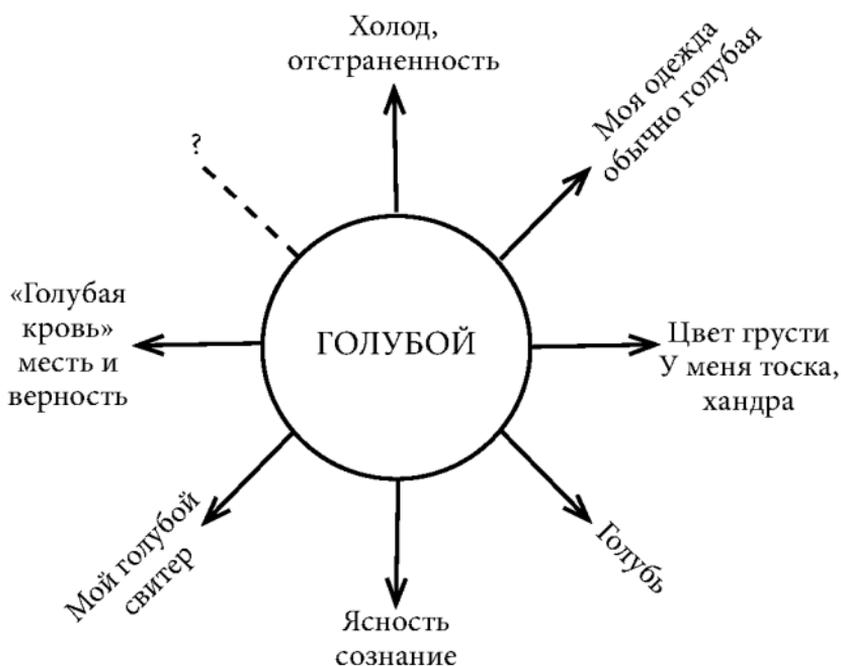 Холод,
отстраненность
Моя одежда
обычно голубая
?
«Голубая
кровь»
месть и
верность
ГОЛУБОЙ
Цвет грусти
У меня тоска,
хандра
Мой голубой
свитер
Голубь
Ясность
сознание